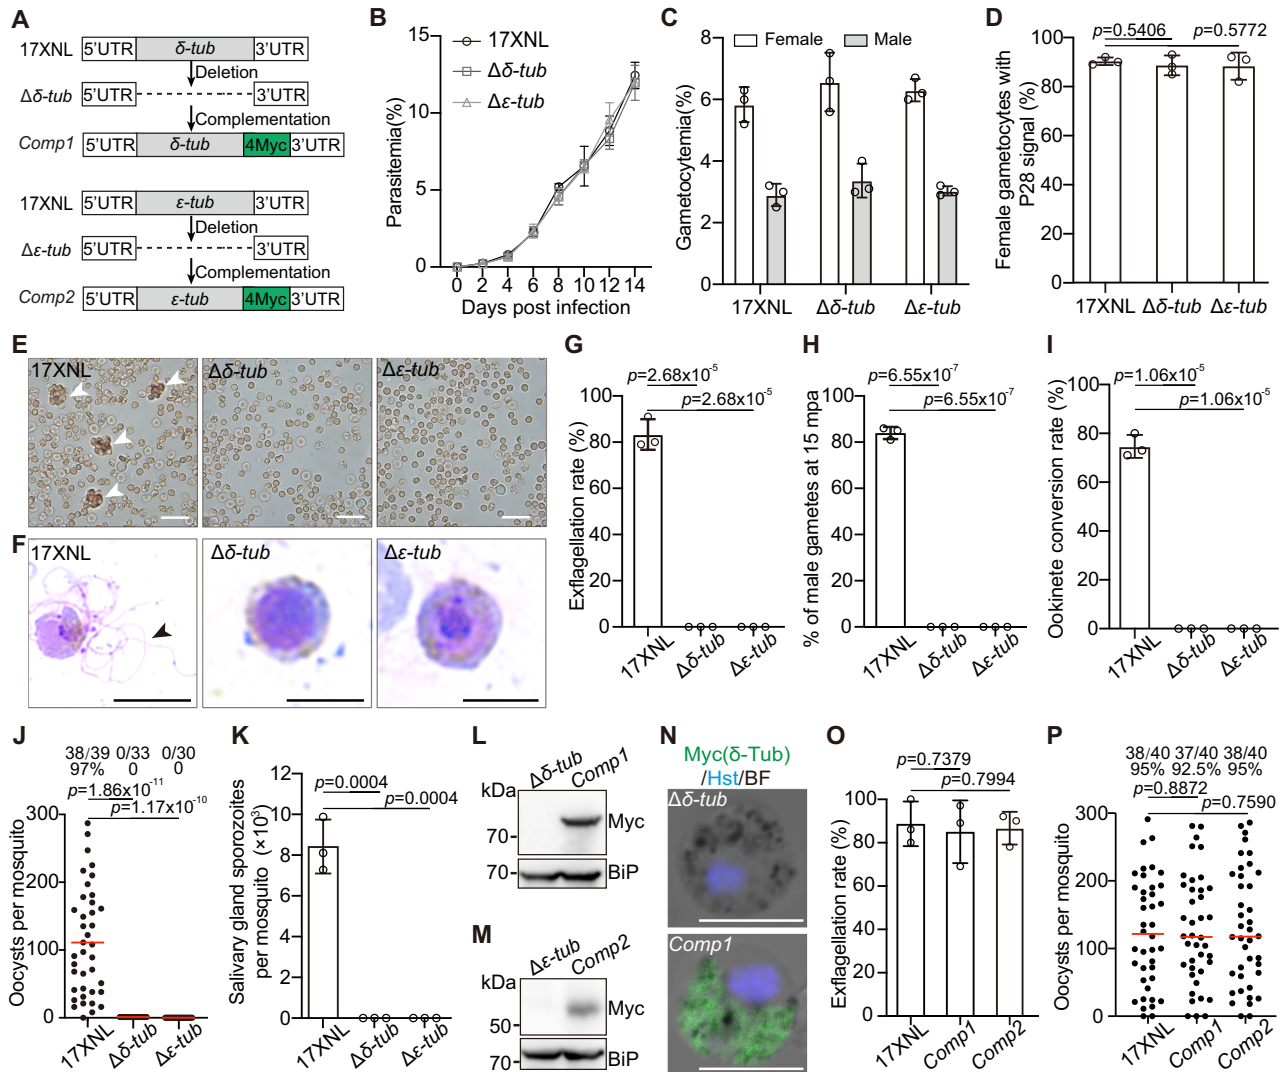 A
17XNL 5'UTR δ-tub 3'UTR
Deletion
Δδ-tub 5'UTR 3'UTR
Complementation
Comp1 5'UTR δ-tub 4Myc 3'UTR
17XNL 5'UTR ε-tub 3'UTR
Deletion
Δε-tub 5'UTR 3'UTR
Complementation
Comp2 5'UTR ε-tub 4Myc 3'UTR
B
Parasitemia(%)
15
10
5
0
17XNL
Δδ-tub
Δε-tub
0 2 4 6 8 10 12 14
Days post infection
C
Gametocytemia(%)
8
6
4
2
0
Female Male
17XNL Δδ-tub Δε-tub
D
Female gametocytes with
P28 signal (%)
100
80
60
40
20
0
p=0.5406 p=0.5772
17XNL Δδ-tub Δε-tub
E
17XNL Δδ-tub Δε-tub
F
17XNL Δδ-tub Δε-tub
G
Exflagellation rate (%)
100
80
60
40
20
0
p=2.68x10⁻⁵
p=2.68x10⁻⁵
17XNL Δδ-tub Δε-tub
H
% of male gametes at 15 mpa
100
80
60
40
80
0
p=6.55x10⁻⁷
p=6.55x10⁻⁷
17XNL Δδ-tub Δε-tub
I
Ookinete conversion rate (%)
100
80
60
40
20
0
p=1.06x10⁻⁵
p=1.06x10⁻⁵
17XNL Δδ-tub Δε-tub
J
38/39 0/33 0/30
97% 0 0
p=1.86x10⁻¹¹
p=1.17x10⁻¹⁰
Oocysts per mosquito
300
200
100
0
17XNL Δδ-tub Δε-tub
K
Salivary gland sporozoites
per mosquito (×10³)
12
10
8
6
4
2
0
p=0.0004
p=0.0004
17XNL Δδ-tub Δε-tub
L
Δδ-tub Comp1
kDa
Myc
70
70 BiP
M
Δε-tub Comp2
kDa
Myc
50
70 BiP
N
Myc(δ-Tub)
/Hst/BF
Δδ-tub
Comp1
O
Exflagellation rate (%)
100
80
60
40
20
0
p=0.7379
p=0.7994
17XNL Comp1 Comp2
P
38/40 37/40 38/40
95% 92.5% 95%
p=0.8872
p=0.7590
Oocysts per mosquito
300
200
100
0
17XNL Comp1 Comp2